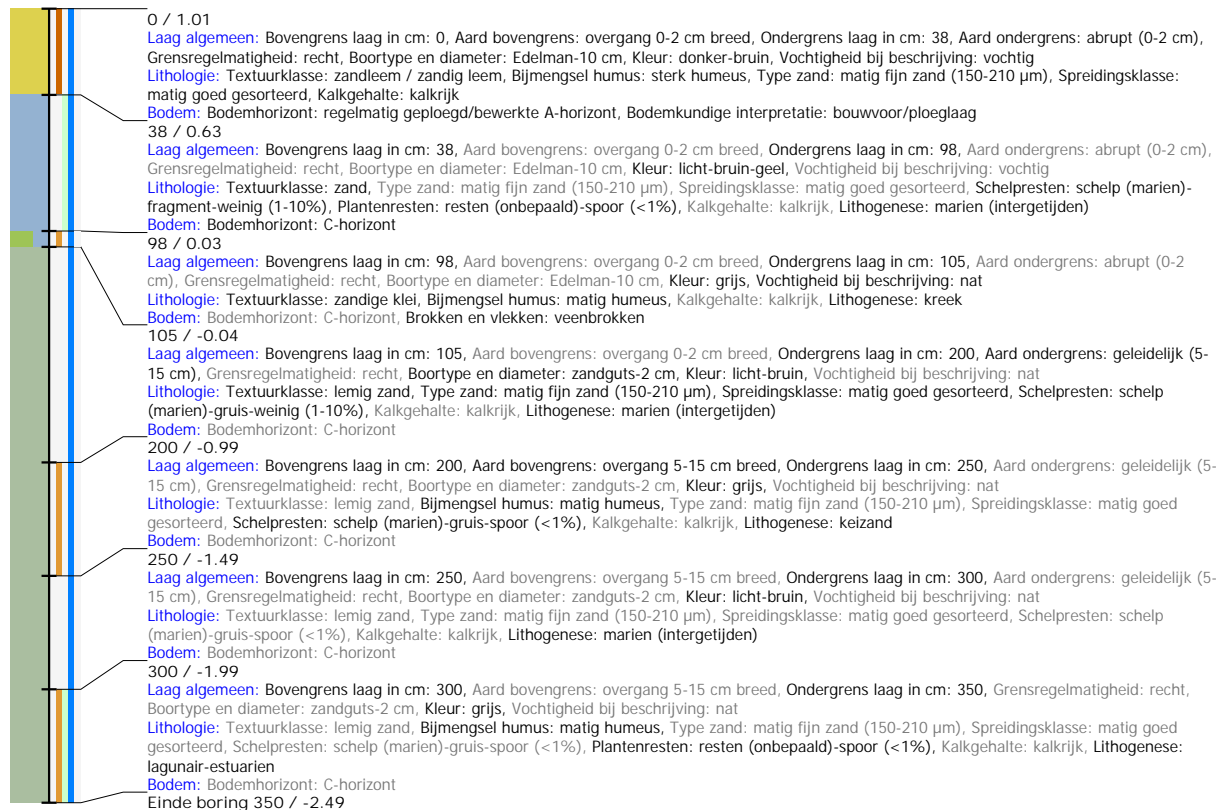 0 / 1.01
Laag algemeen: Bovengrens laag in cm: 0, Aard bovengrens: overgang 0-2 cm breed, Ondergrens laag in cm: 38, Aard ondergrens: abrupt (0-2 cm),
Grensregelmatigheid: recht, Boortype en diameter: Edelman-10 cm, Kleur: donker-bruin, Vochtigheid bij beschrijving: vochtig
Lithologie: Textuurklasse: zandleem / zandig leem, Bijmengsel humus: sterk humeus, Type zand: matig fijn zand (150-210 µm), Spreidingsklasse:
matig goed gesorteerd, Kalkgehalte: kalkrijk
Bodem: Bodemhorizont: regelmatig geploegd/bewerkte A-horizont, Bodemkundige interpretatie: bouwvoor/ploeglaag
38 / 0.63
Laag algemeen: Bovengrens laag in cm: 38, Aard bovengrens: overgang 0-2 cm breed, Ondergrens laag in cm: 98, Aard ondergrens: abrupt (0-2 cm),
Grensregelmatigheid: recht, Boortype en diameter: Edelman-10 cm, Kleur: licht-bruin-geel, Vochtigheid bij beschrijving: vochtig
Lithologie: Textuurklasse: zand, Type zand: matig fijn zand (150-210 µm), Spreidingsklasse: matig goed gesorteerd, Schelpresten: schelp (marien)-
fragment-weinig (1-10%), Plantenresten: resten (onbepaald)-spoor (<1%), Kalkgehalte: kalkrijk, Lithogenese: marien (intergetijden)
Bodem: Bodemhorizont: C-horizont
98 / 0.03
Laag algemeen: Bovengrens laag in cm: 98, Aard bovengrens: overgang 0-2 cm breed, Ondergrens laag in cm: 105, Aard ondergrens: abrupt (0-2
cm), Grensregelmatigheid: recht, Boortype en diameter: Edelman-10 cm, Kleur: grijs, Vochtigheid bij beschrijving: nat
Lithologie: Textuurklasse: zandige klei, Bijmengsel humus: matig humeus, Kalkgehalte: kalkrijk, Lithogenese: kreek
Bodem: Bodemhorizont: C-horizont, Brokken en vlekken: veenbrokken
105 / -0.04
Laag algemeen: Bovengrens laag in cm: 105, Aard bovengrens: overgang 0-2 cm breed, Ondergrens laag in cm: 200, Aard ondergrens: geleidelijk (5-
15 cm), Grensregelmatigheid: recht, Boortype en diameter: zandguts-2 cm, Kleur: licht-bruin, Vochtigheid bij beschrijving: nat
Lithologie: Textuurklasse: lemig zand, Type zand: matig fijn zand (150-210 µm), Spreidingsklasse: matig goed gesorteerd, Schelpresten: schelp
(marien)-gruis-weinig (1-10%), Kalkgehalte: kalkrijk, Lithogenese: marien (intergetijden)
Bodem: Bodemhorizont: C-horizont
200 / -0.99
Laag algemeen: Bovengrens laag in cm: 200, Aard bovengrens: overgang 5-15 cm breed, Ondergrens laag in cm: 250, Aard ondergrens: geleidelijk (5-
15 cm), Grensregelmatigheid: recht, Boortype en diameter: zandguts-2 cm, Kleur: grijs, Vochtigheid bij beschrijving: nat
Lithologie: Textuurklasse: lemig zand, Bijmengsel humus: matig humeus, Type zand: matig fijn zand (150-210 µm), Spreidingsklasse: matig goed
gesorteerd, Schelpresten: schelp (marien)-gruis-spoor (<1%), Kalkgehalte: kalkrijk, Lithogenese: keizand
Bodem: Bodemhorizont: C-horizont
250 / -1.49
Laag algemeen: Bovengrens laag in cm: 250, Aard bovengrens: overgang 5-15 cm breed, Ondergrens laag in cm: 300, Aard ondergrens: geleidelijk (5-
15 cm), Grensregelmatigheid: recht, Boortype en diameter: zandguts-2 cm, Kleur: licht-bruin, Vochtigheid bij beschrijving: nat
Lithologie: Textuurklasse: lemig zand, Type zand: matig fijn zand (150-210 µm), Spreidingsklasse: matig goed gesorteerd, Schelpresten: schelp
(marien)-gruis-spoor (<1%), Kalkgehalte: kalkrijk, Lithogenese: marien (intergetijden)
Bodem: Bodemhorizont: C-horizont
300 / -1.99
Laag algemeen: Bovengrens laag in cm: 300, Aard bovengrens: overgang 5-15 cm breed, Ondergrens laag in cm: 350, Grensregelmatigheid: recht,
Boortype en diameter: zandguts-2 cm, Kleur: grijs, Vochtigheid bij beschrijving: nat
Lithologie: Textuurklasse: lemig zand, Bijmengsel humus: matig humeus, Type zand: matig fijn zand (150-210 µm), Spreidingsklasse: matig goed
gesorteerd, Schelpresten: schelp (marien)-gruis-spoor (<1%), Plantenresten: resten (onbepaald)-spoor (<1%), Kalkgehalte: kalkrijk, Lithogenese:
lagunair-estuarien
Bodem: Bodemhorizont: C-horizont
Einde boring 350 / -2.49